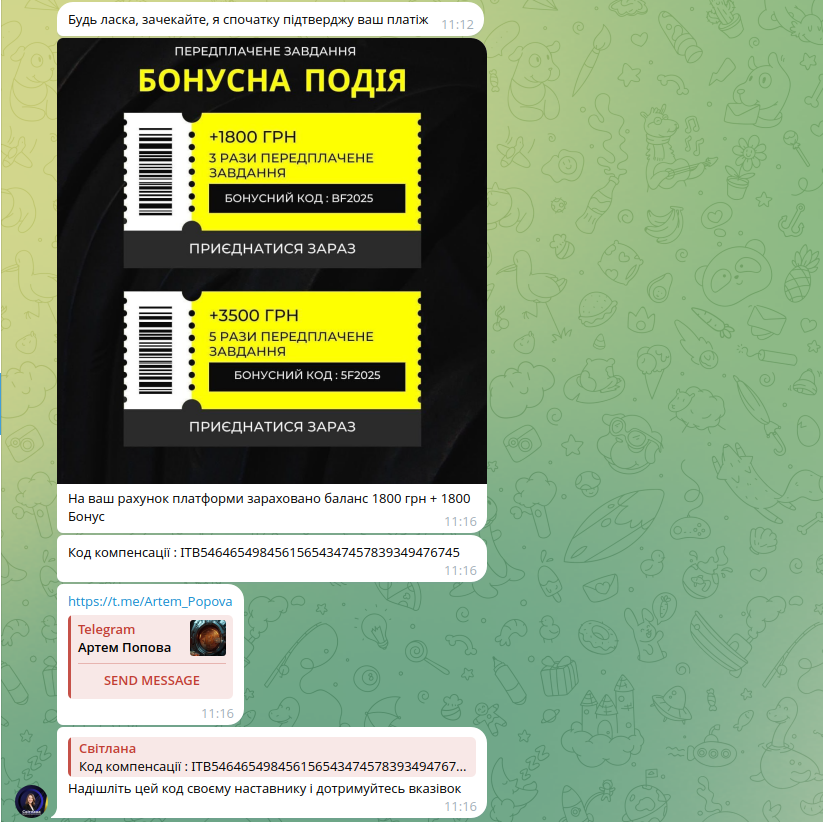 Будь ласка, зачекайте, я спочатку підтверджу ваш платіж 11:12
ПЕРЕДПЛАЧЕНЕ ЗАВДАННЯ
БОНУСНА ПОДІЯ
+1800 ГРН
3 РАЗИ ПЕРЕДПЛАЧЕНЕ
ЗАВДАННЯ
БОНУСНИЙ КОД : BF2025
ПРИЄДНАТИСЯ ЗАРАЗ
+3500 ГРН
5 РАЗИ ПЕРЕДПЛАЧЕНЕ
ЗАВДАННЯ
БОНУСНИЙ КОД : 5F2025
ПРИЄДНАТИСЯ ЗАРАЗ
На ваш рахунок платформи зараховано баланс 1800 грн + 1800
Бонус
11:16
Код компенсації : ITB54646549845615654347457839349476745
11:16
https://t.me/Artem_Popova
Telegram
Артем Попова
SEND MESSAGE
11:16
Світлана
Код компенсації : ITB546465498456156543474578393494767...
Надішліть цей код своєму наставнику і дотримуйтесь вказівок
11:16